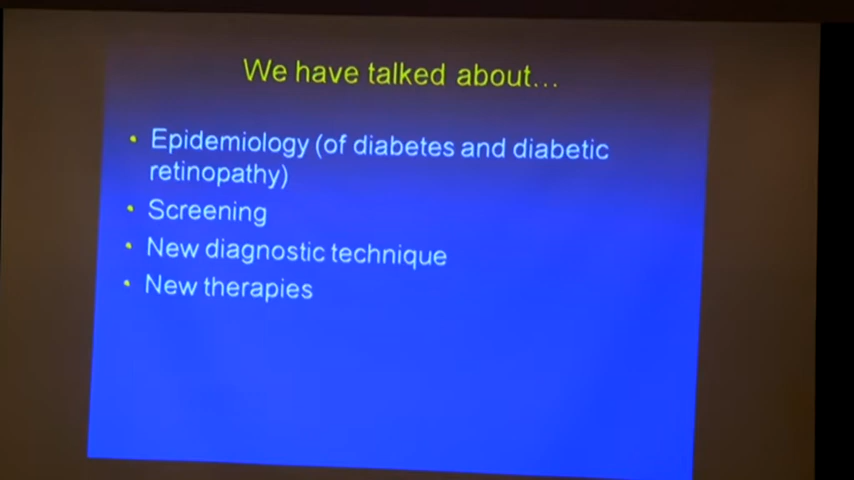 We have talked about...
• Epidemiology (of diabetes and diabetic
retinopathy)
• Screening
• New diagnostic technique
• New therapies